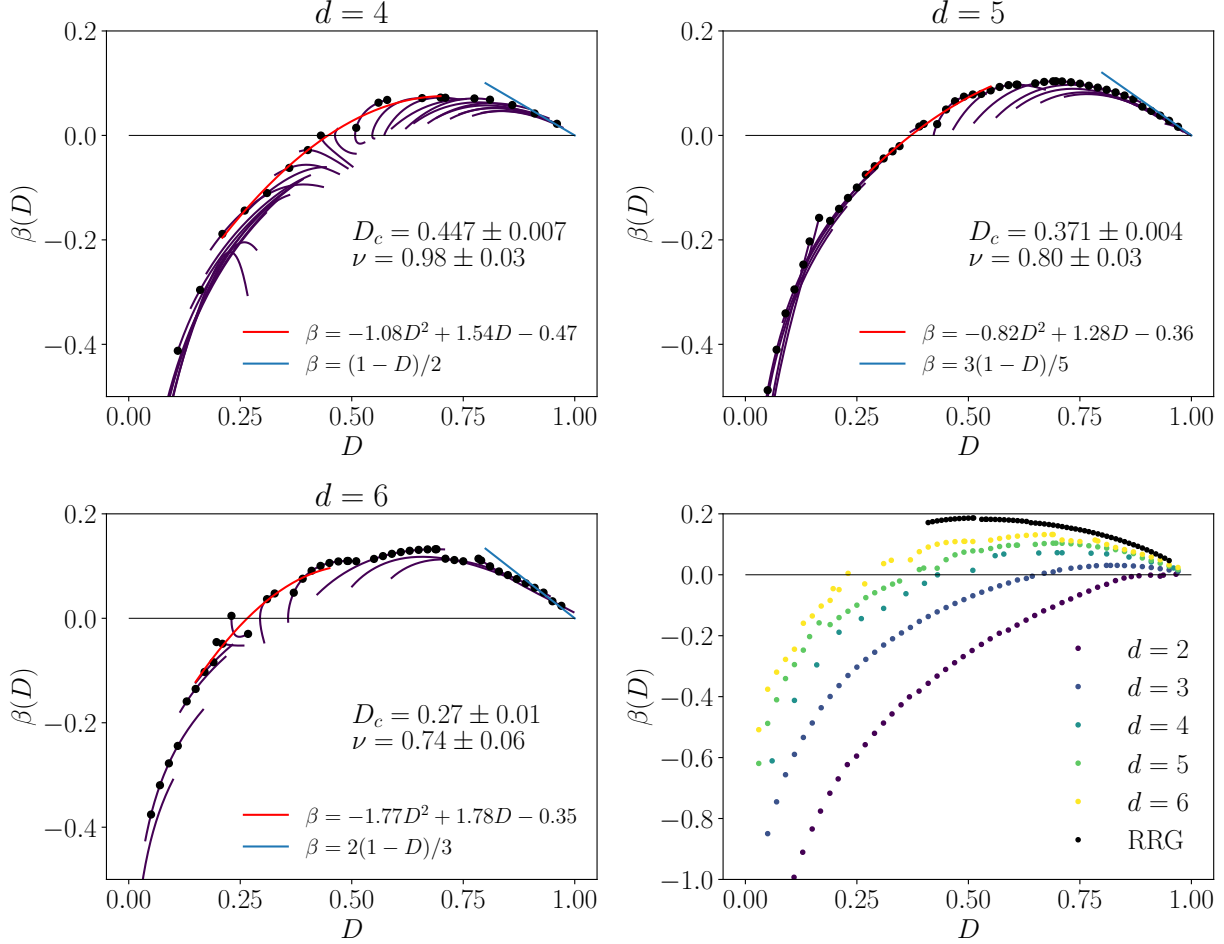 d = 4
0.2
0.0
−0.2
−0.4
β(D)
D_c = 0.447 ± 0.007
ν = 0.98 ± 0.03
β = −1.08D² + 1.54D − 0.47
β = (1 − D)/2
0.00 0.25 0.50 0.75 1.00
D
d = 5
0.2
0.0
−0.2
−0.4
β(D)
D_c = 0.371 ± 0.004
ν = 0.80 ± 0.03
β = −0.82D² + 1.28D − 0.36
β = 3(1 − D)/5
0.00 0.25 0.50 0.75 1.00
D
d = 6
0.2
0.0
−0.2
−0.4
β(D)
D_c = 0.27 ± 0.01
ν = 0.74 ± 0.06
β = −1.77D² + 1.78D − 0.35
β = 2(1 − D)/3
0.00 0.25 0.50 0.75 1.00
D
0.2
0.0
−0.2
−0.4
−0.6
−0.8
−1.0
β(D)
d = 2
d = 3
d = 4
d = 5
d = 6
RRG
0.00 0.25 0.50 0.75 1.00
D